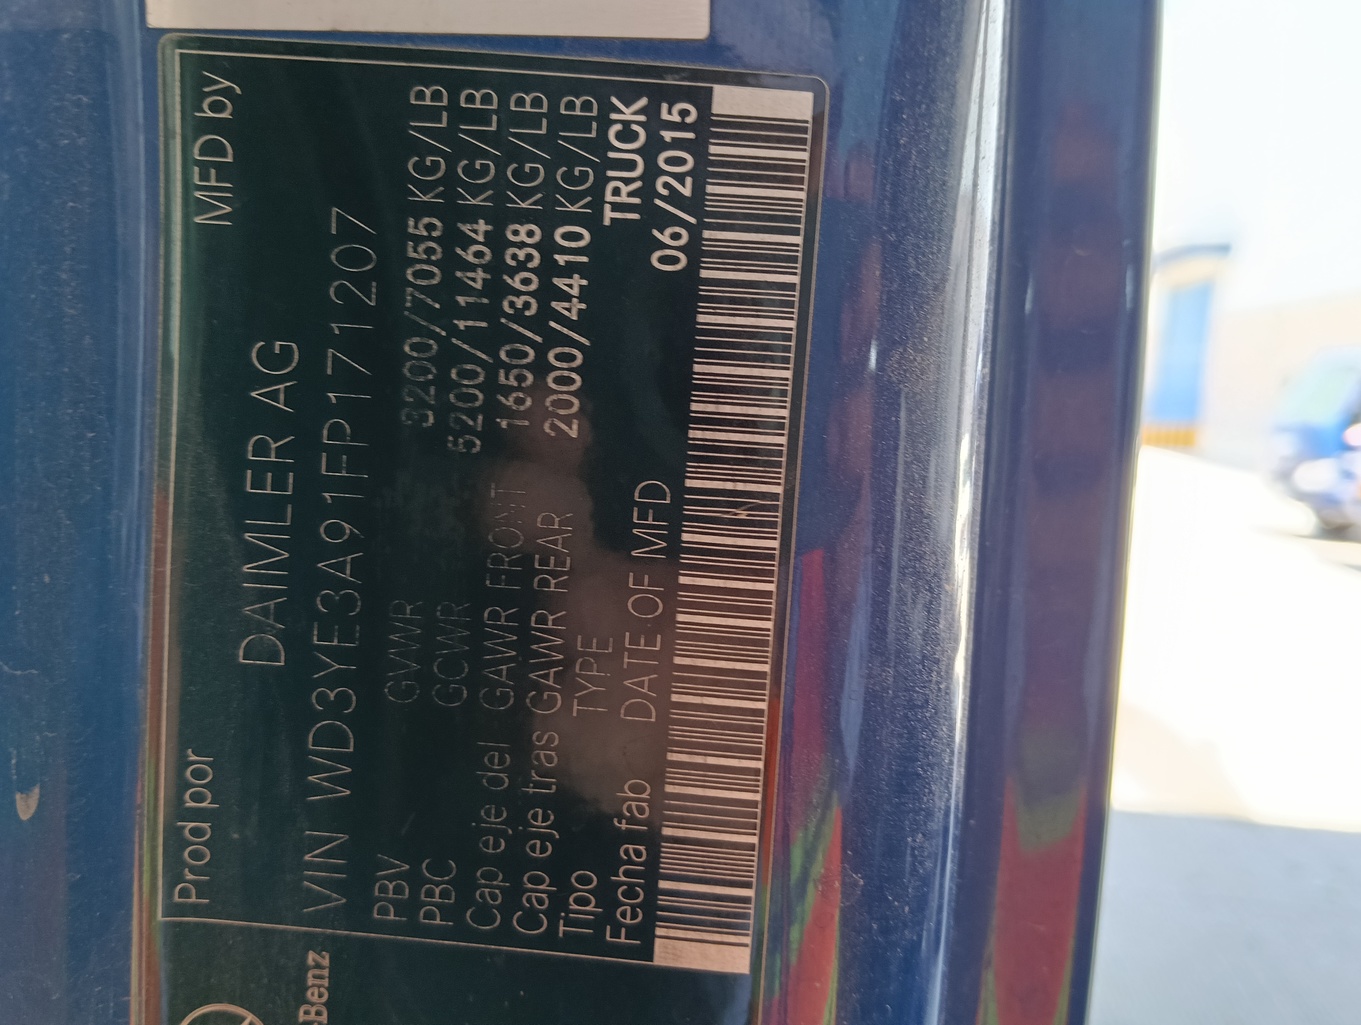 Prod por MFD by
DAIMLER AG
VIN WD3YE3A91FP171207
PBV GVWR 3200/7055 KG/LB
PBC GCWR 5200/11464 KG/LB
Cap eje del GAWR FRONT 1650/3638 KG/LB
Cap eje tras GAWR REAR 2000/4410 KG/LB
Tipo TYPE TRUCK
Fecha fab DATE OF MFD 06/2015
-Benz